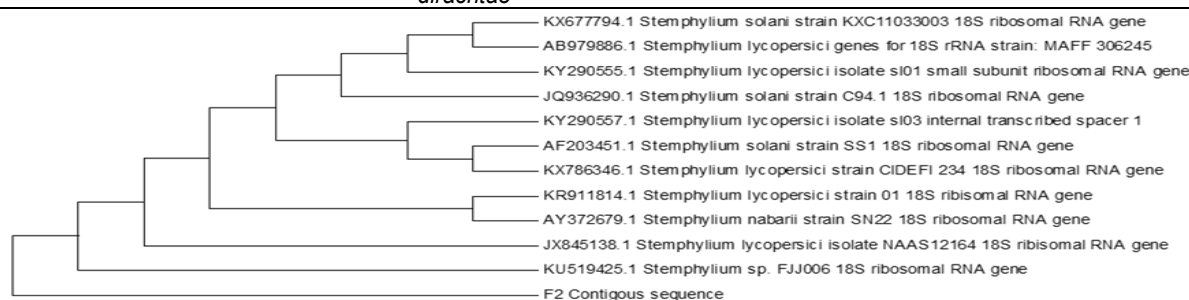 KX677794.1 Stemphylium solani strain KXC11033003 18S ribosomal RNA gene
AB979886.1 Stemphylium lycopersici genes for 18S rRNA strain: MAFF 306245
KY290555.1 Stemphylium lycopersici isolate sl01 small subunit ribosomal RNA gene
JQ936290.1 Stemphylium solani strain C94.1 18S ribosomal RNA gene
KY290557.1 Stemphylium lycopersici isolate sl03 internal transcribed spacer 1
AF203451.1 Stemphylium solani strain SS1 18S ribosomal RNA gene
KX786346.1 Stemphylium lycopersici strain CIDEFI 234 18S ribosomal RNA gene
KR911814.1 Stemphylium lycopersici strain 01 18S ribisomal RNA gene
AY372679.1 Stemphylium nabarii strain SN22 18S ribosomal RNA gene
JX845138.1 Stemphylium lycopersici isolate NAAS12164 18S ribisomal RNA gene
KU519425.1 Stemphylium sp. FJJ006 18S ribosomal RNA gene
F2 Contigous sequence